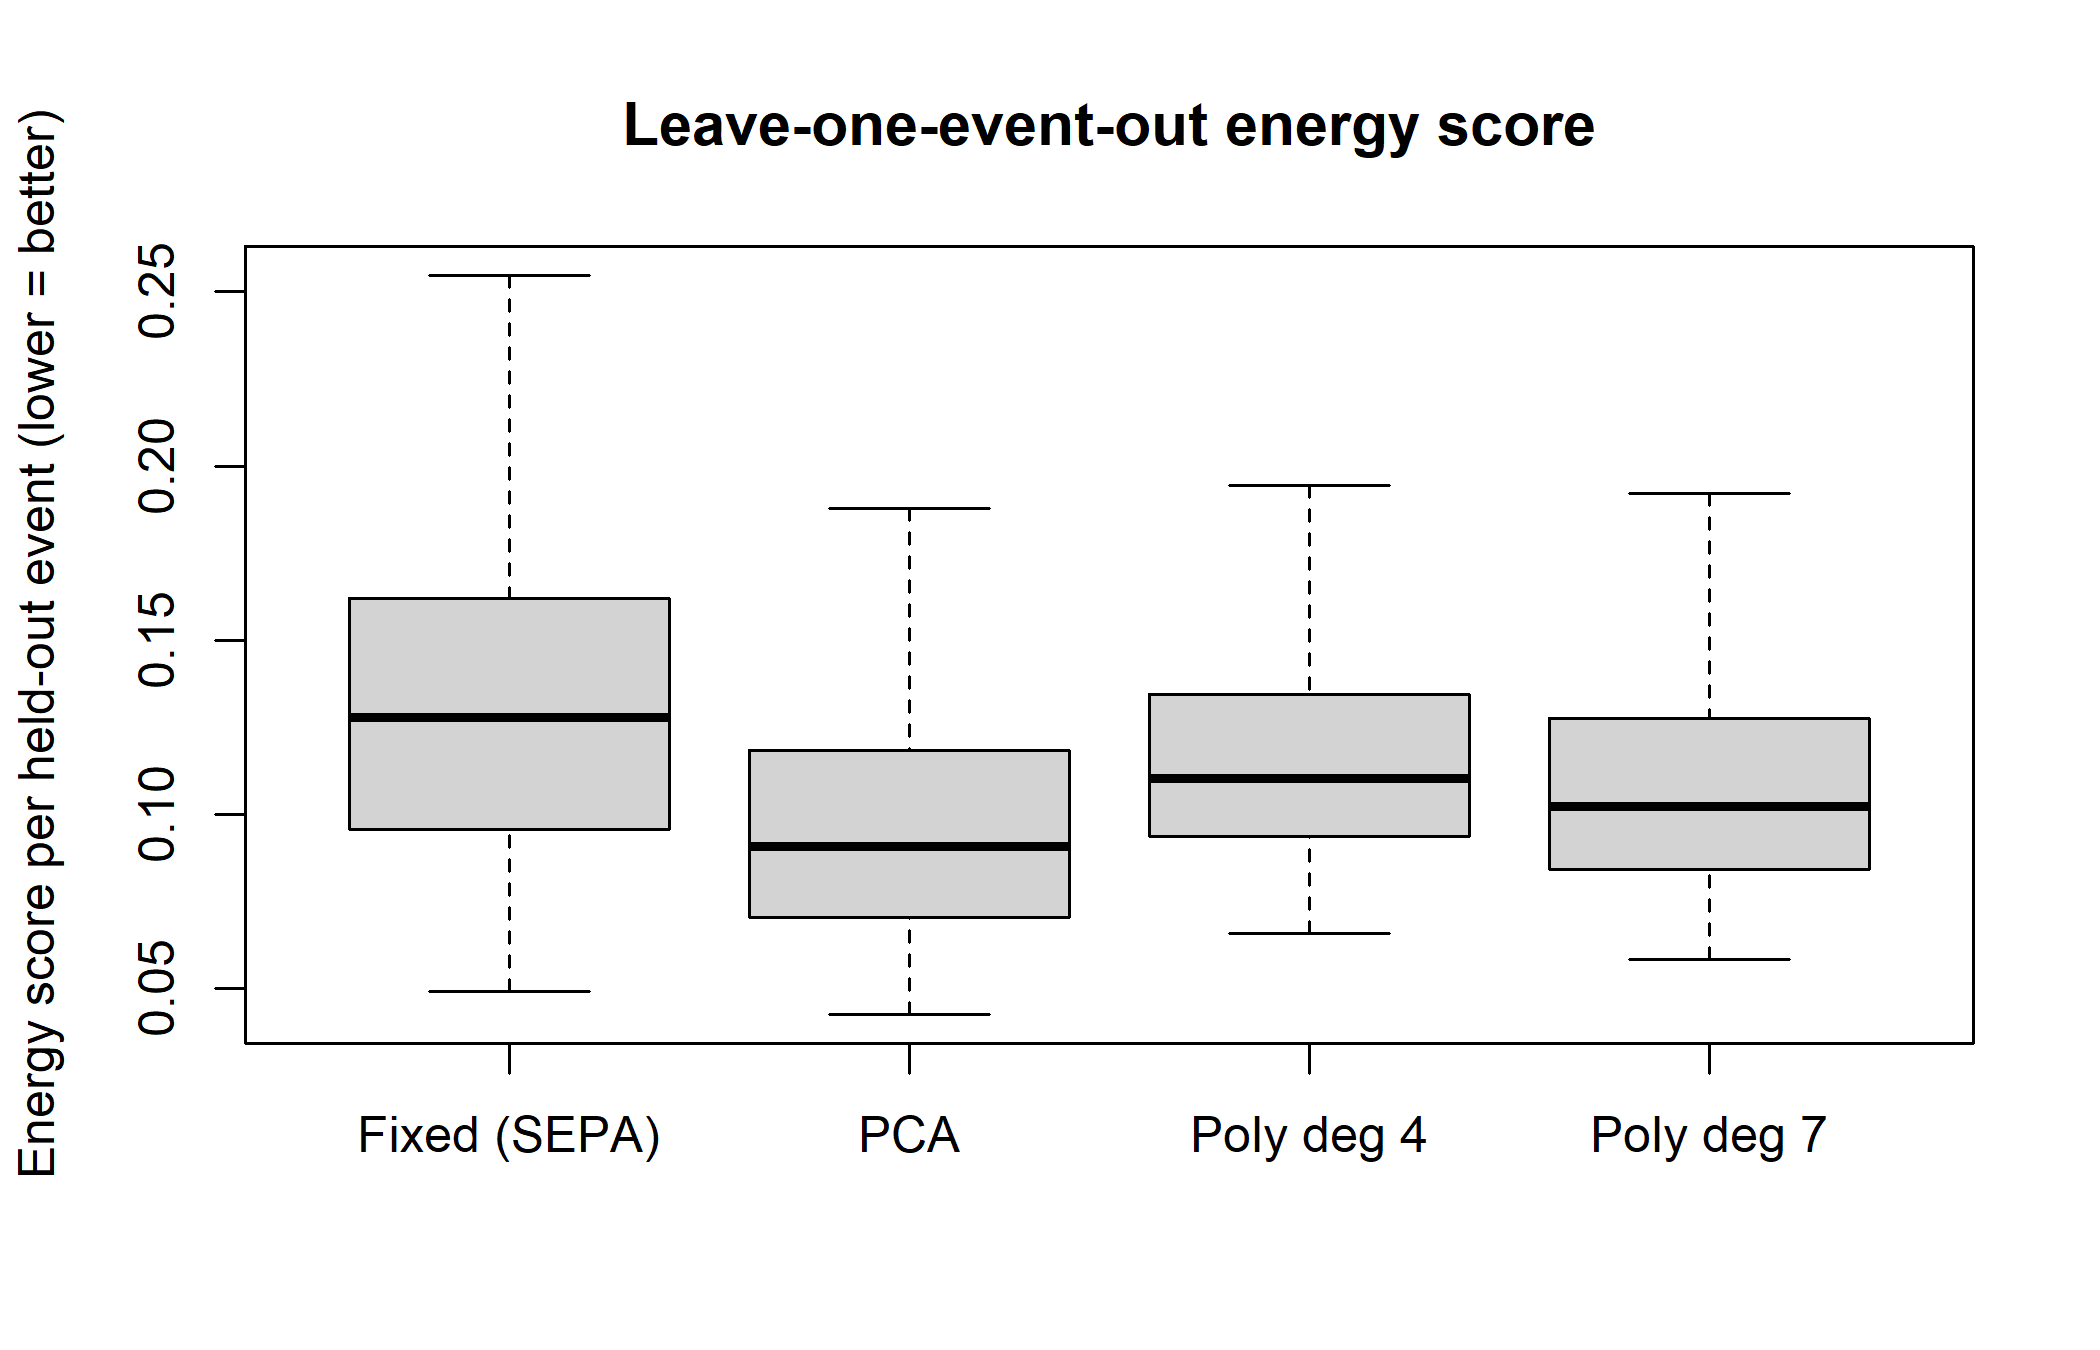 Leave-one-event-out energy score
Energy score per held-out event (lower = better)
0.25
0.20
0.15
0.10
0.05
Fixed (SEPA)
PCA
Poly deg 4
Poly deg 7